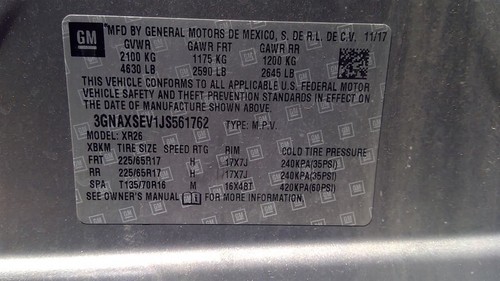 GM
MFD BY GENERAL MOTORS DE MEXICO, S. DE R.L. DE C.V. 11/17
GVWR GAWR FRT GAWR RR
2100 KG 1175 KG 1200 KG
4630 LB 2590 LB 2645 LB
THIS VEHICLE CONFORMS TO ALL APPLICABLE U.S. FEDERAL MOTOR
VEHICLE SAFETY AND THEFT PREVENTION STANDARDS IN EFFECT ON
THE DATE OF MANUFACTURE SHOWN ABOVE.
3GNAXSEV1JS561762 TYPE: M.P.V.
MODEL: XR26
XBKM TIRE SIZE SPEED RTG RIM COLD TIRE PRESSURE
FRT 225/65R17 H 17X7J 240KPA(35PSI)
RR 225/65R17 H 17X7J 240KPA(35PSI)
SPA T135/70R16 M 16X4BT 420KPA(60PSI)
SEE OWNER'S MANUAL FOR MORE INFORMATION